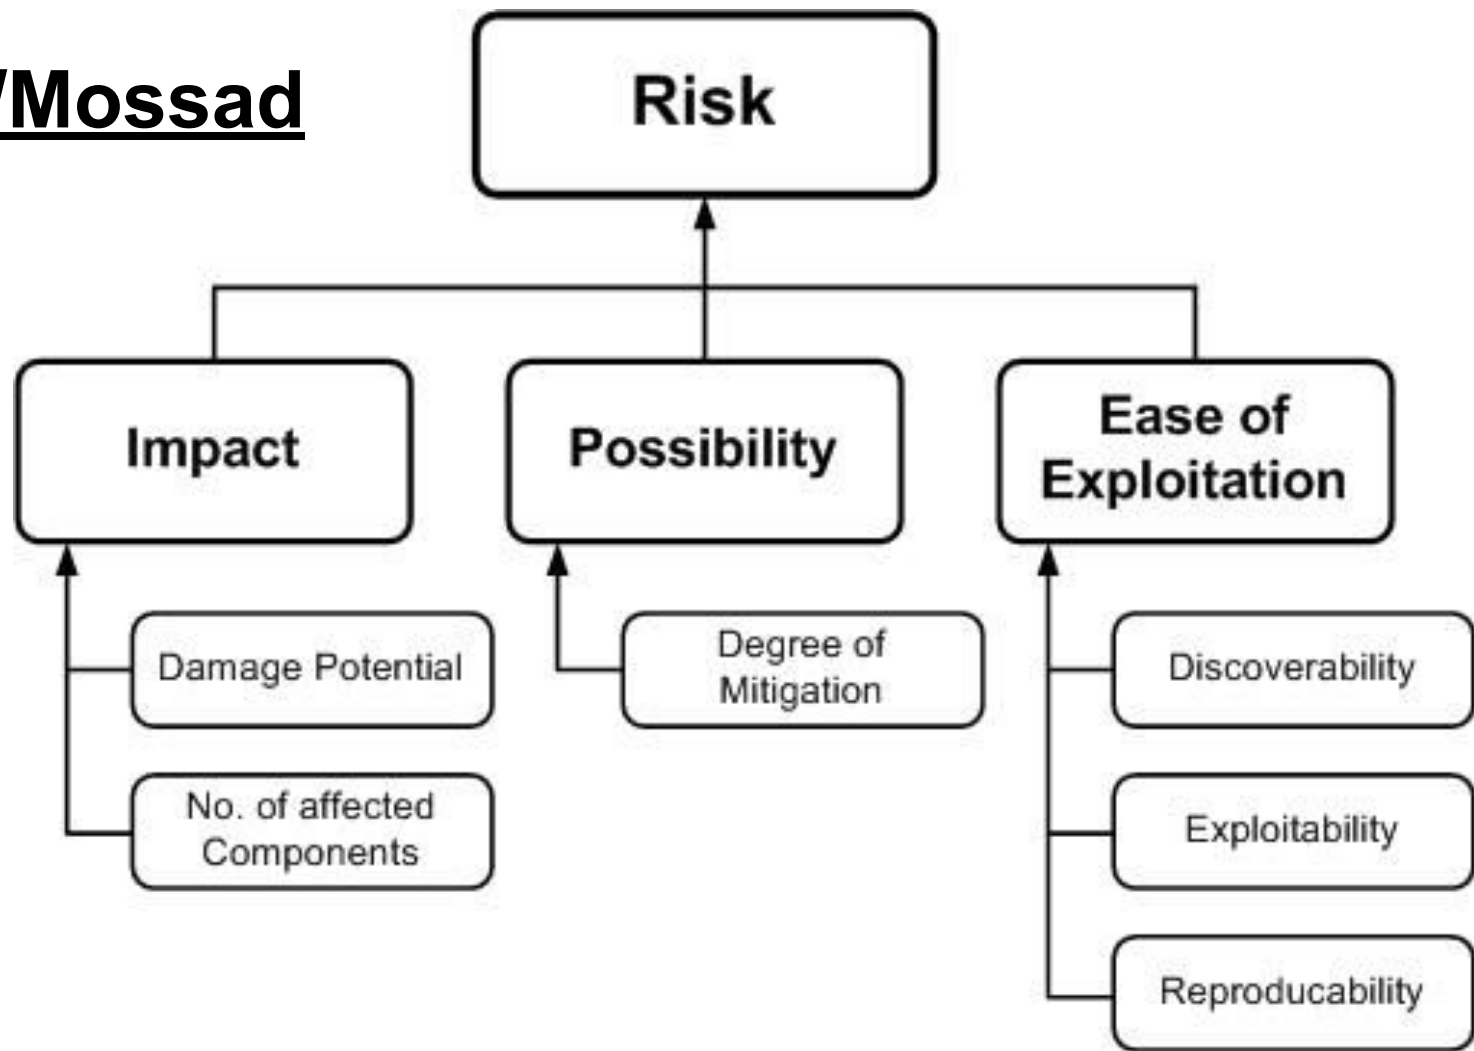 /Mossad
Risk
Impact
Possibility
Ease of
Exploitation
Damage Potential
No. of affected
Components
Degree of
Mitigation
Discoverability
Exploitability
Reproducability